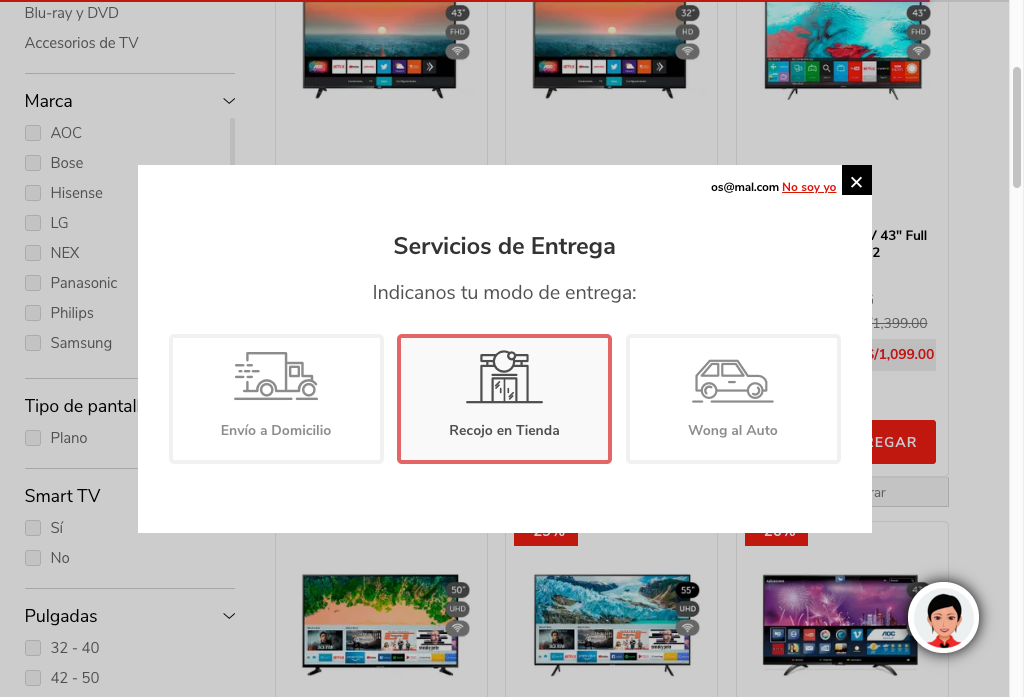 Blu-ray y DVD
Accesorios de TV
Marca
AOC
Bose
Hisense
LG
NEX
Panasonic
Philips
Samsung
Tipo de pantal
Plano
Smart TV
Sí
No
Pulgadas
32 - 40
42 - 50
43"
FHD
32"
HD
43"
FHD
os@mal.com No soy yo
Servicios de Entrega
Indicanos tu modo de entrega:
Envío a Domicilio
Recojo en Tienda
Wong al Auto
/ 43" Full
2
/1,399.00
S/1,099.00
REGAR
rar
50"
UHD
55"
UHD
AOC